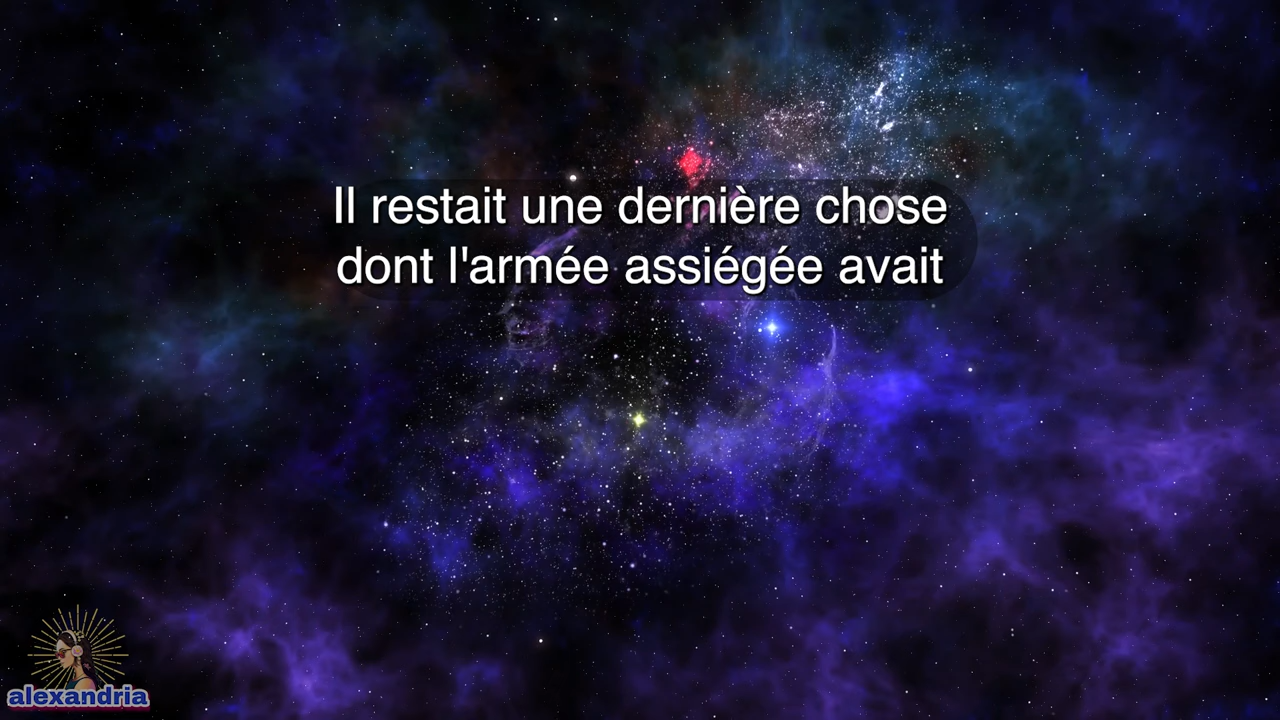 Il restait une dernière chose
dont l'armée assiégée avait
alexandria